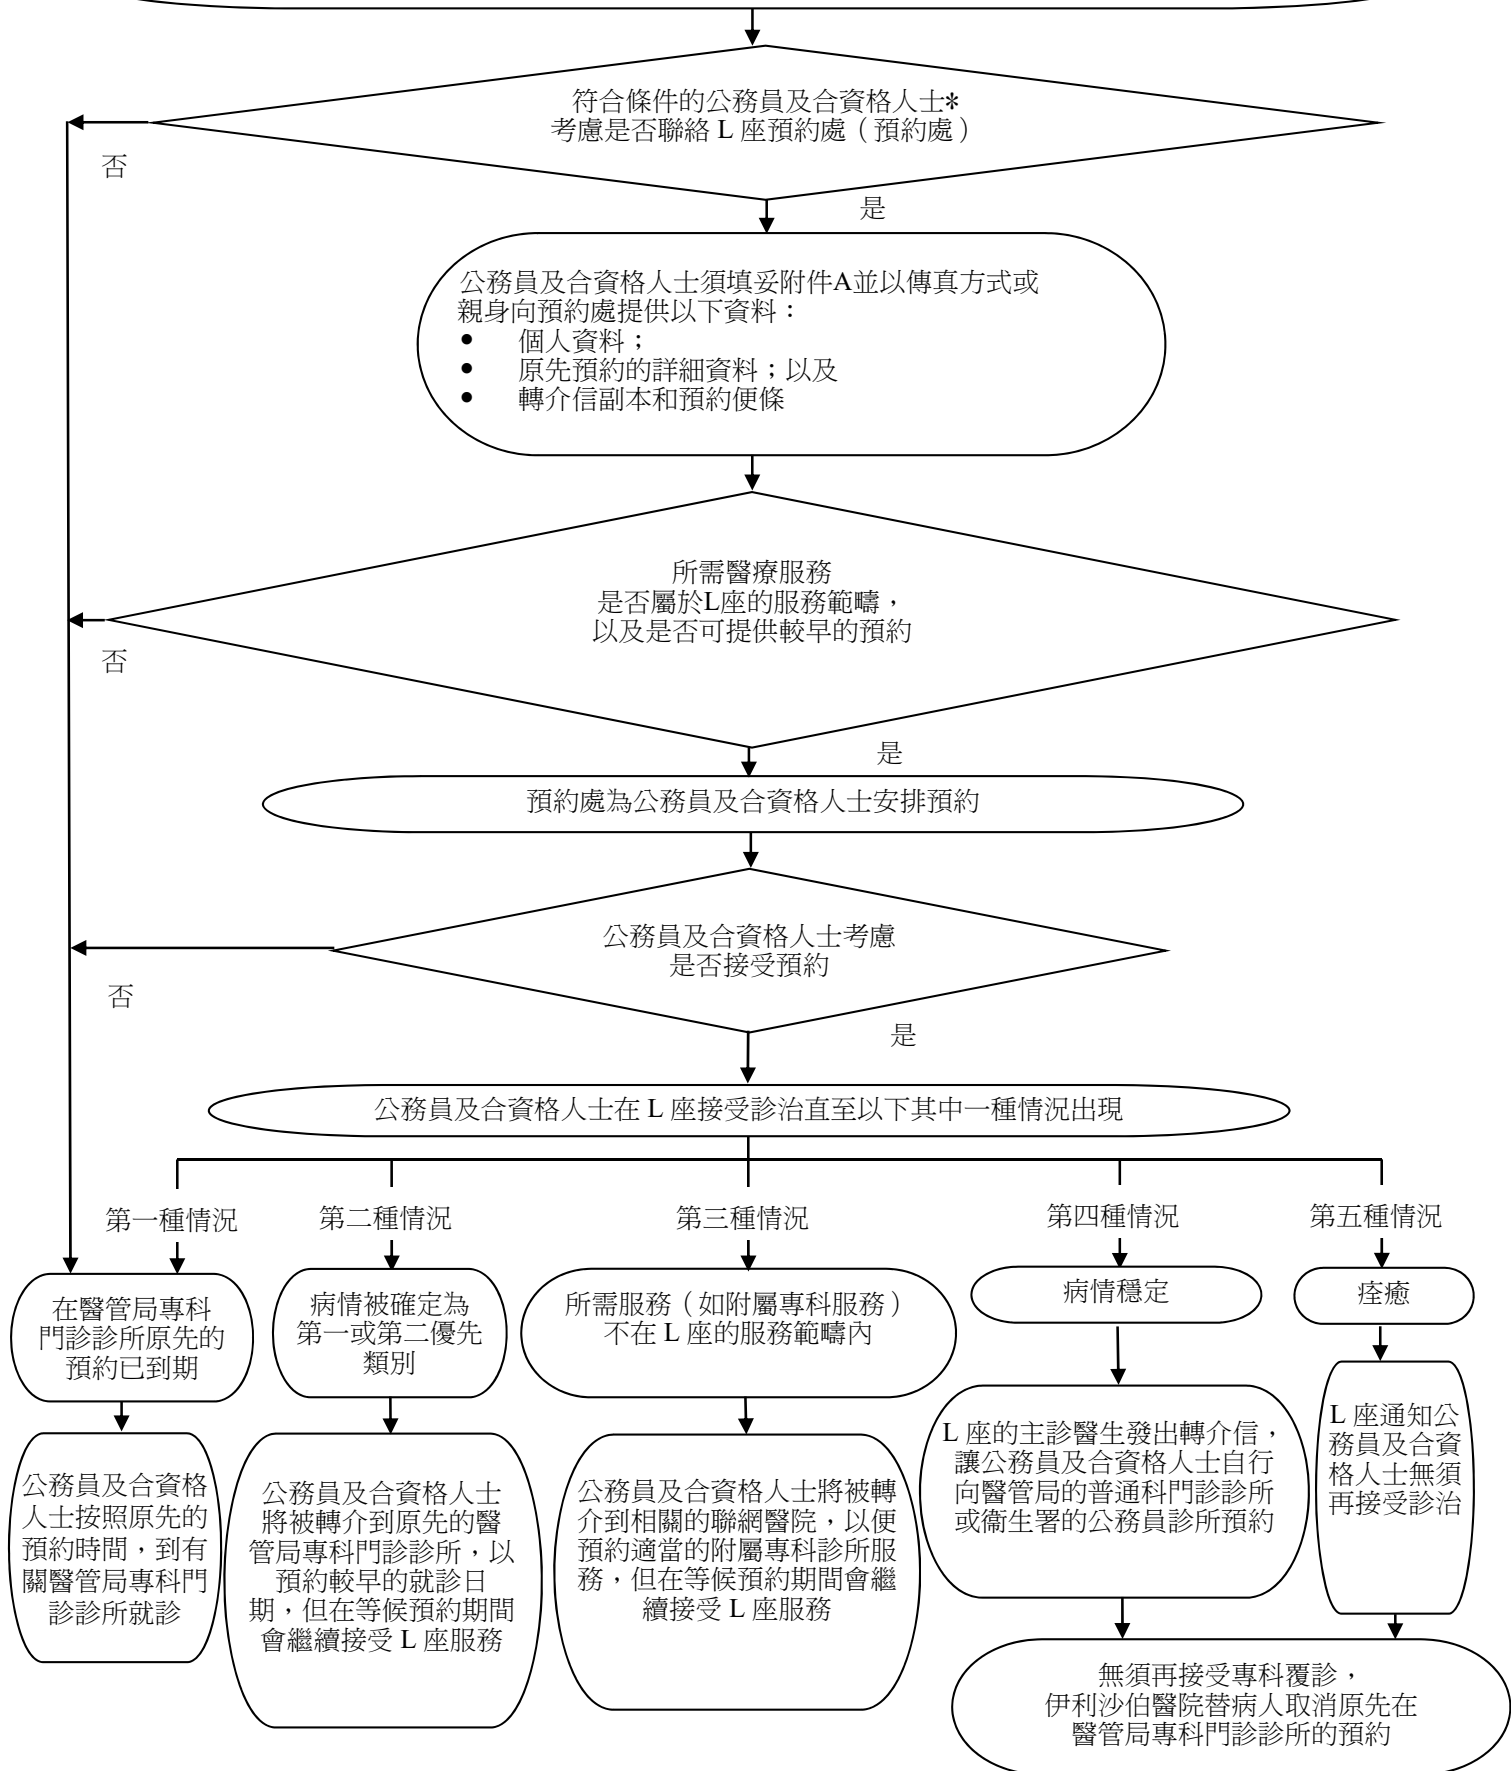 符合條件的公務員及合資格人士*
考慮是否聯絡 L 座預約處（預約處）
否
是
公務員及合資格人士須填妥附件A並以傳真方式或
親身向預約處提供以下資料：
• 個人資料；
• 原先預約的詳細資料；以及
• 轉介信副本和預約便條
所需醫療服務
是否屬於L座的服務範疇，
以及是否可提供較早的預約
否
是
預約處為公務員及合資格人士安排預約
公務員及合資格人士考慮
是否接受預約
否
是
公務員及合資格人士在 L 座接受診治直至以下其中一種情況出現
第一種情況
第二種情況
第三種情況
第四種情況
第五種情況
在醫管局專科
門診診所原先的
預約已到期
病情被確定為
第一或第二優先
類別
所需服務（如附屬專科服務）
不在 L 座的服務範疇內
病情穩定
痊癒
公務員及合資格
人士按照原先的
預約時間，到有
關醫管局專科門
診診所就診
公務員及合資格人士
將被轉介到原先的醫
管局專科門診診所，以
預約較早的就診日
期，但在等候預約期間
會繼續接受 L 座服務
公務員及合資格人士將被轉
介到相關的聯網醫院，以便
預約適當的附屬專科診所服
務，但在等候預約期間會繼
續接受 L 座服務
L 座的主診醫生發出轉介信，
讓公務員及合資格人士自行
向醫管局的普通科門診診所
或衞生署的公務員診所預約
L 座通知公
務員及合資
格人士無須
再接受診治
無須再接受專科覆診，
伊利沙伯醫院替病人取消原先在
醫管局專科門診診所的預約